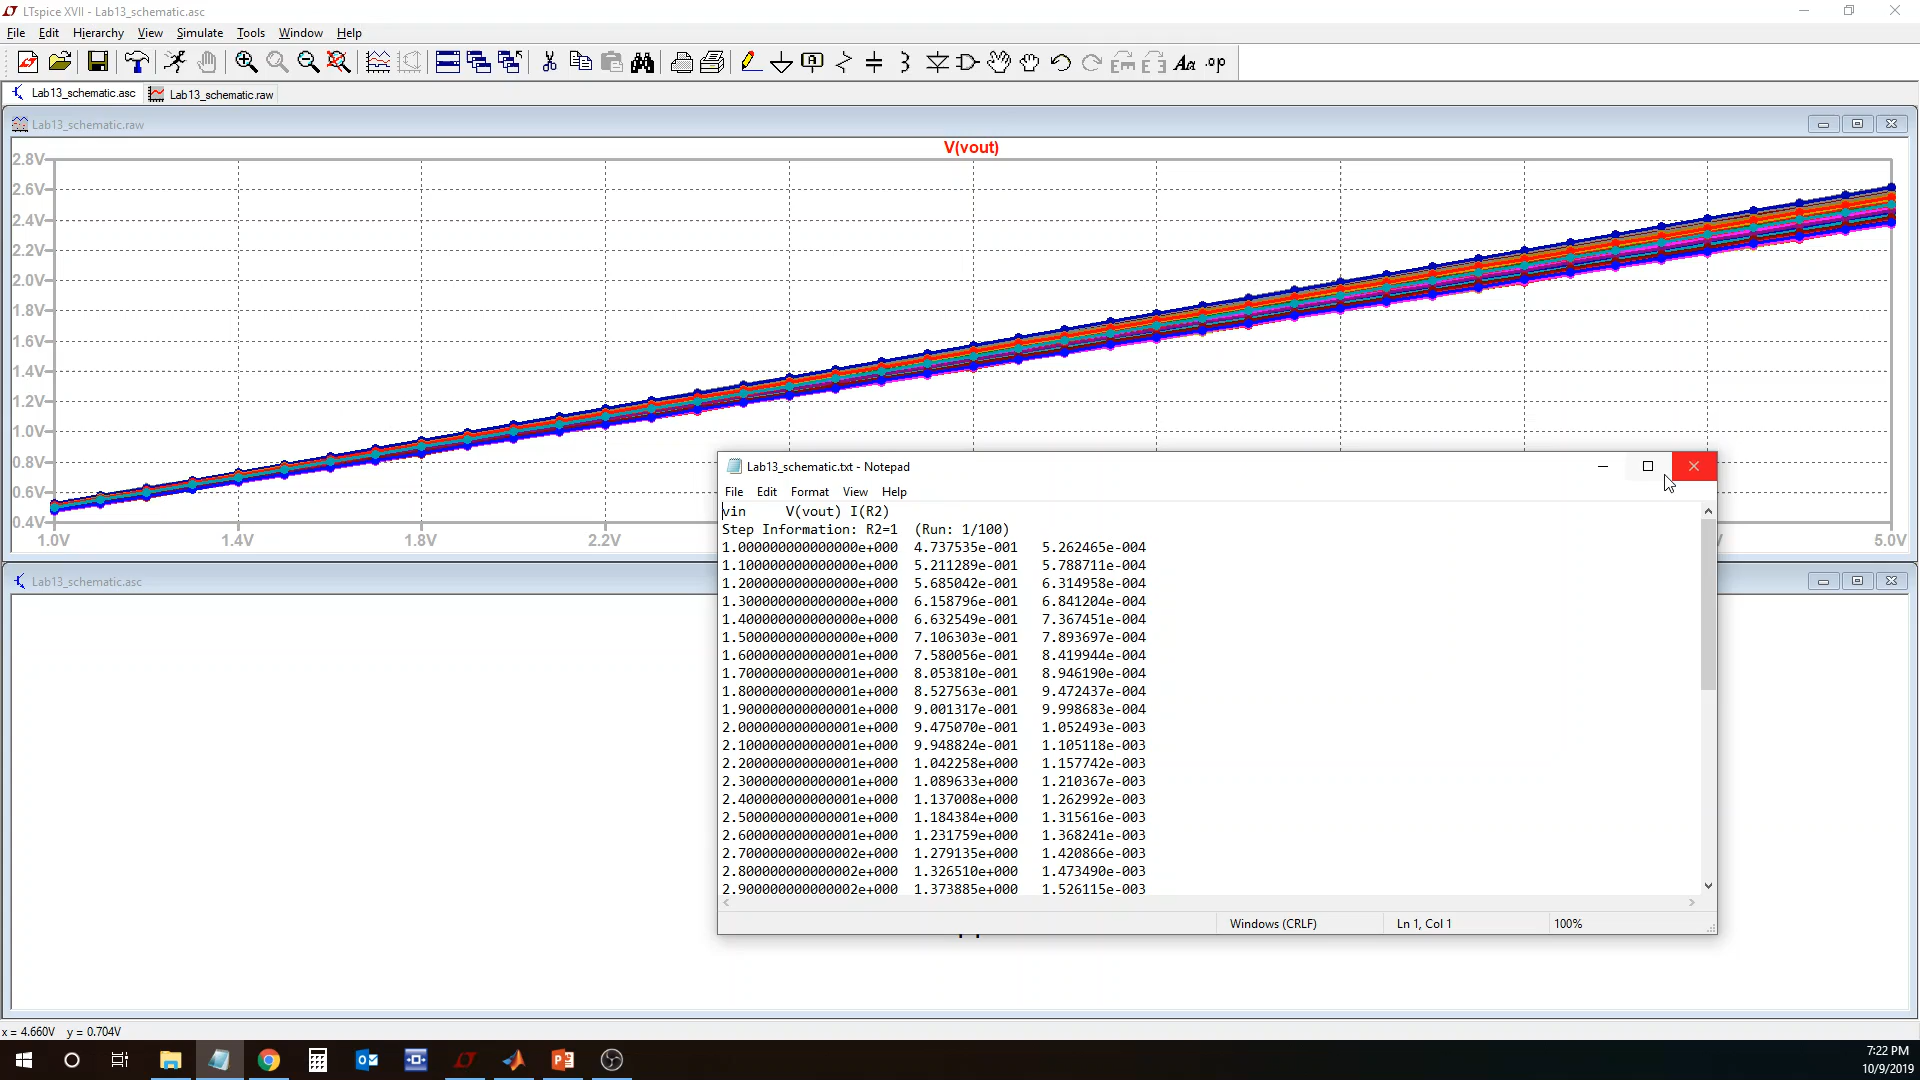 LTspice XVII - Lab13_schematic.asc
File Edit Hierarchy View Simulate Tools Window Help
Lab13_schematic.asc Lab13_schematic.raw
Lab13_schematic.raw
V(vout)
2.8V
2.6V
2.4V
2.2V
2.0V
1.8V
1.6V
1.4V
1.2V
1.0V
0.8V
0.6V
0.4V
1.0V 1.4V 1.8V 2.2V 5.0V
Lab13_schematic.txt - Notepad
File Edit Format View Help
vin V(vout) I(R2)
Step Information: R2=1 (Run: 1/100)
1.000000000000000e+000 4.737535e-001 5.262465e-004
1.100000000000000e+000 5.211289e-001 5.788711e-004
1.200000000000000e+000 5.685042e-001 6.314958e-004
1.300000000000000e+000 6.158796e-001 6.841204e-004
1.400000000000000e+000 6.632549e-001 7.367451e-004
1.500000000000000e+000 7.106303e-001 7.893697e-004
1.600000000000001e+000 7.580056e-001 8.419944e-004
1.700000000000001e+000 8.053810e-001 8.946190e-004
1.800000000000001e+000 8.527563e-001 9.472437e-004
1.900000000000001e+000 9.001317e-001 9.998683e-004
2.000000000000001e+000 9.475070e-001 1.052493e-003
2.100000000000001e+000 9.948824e-001 1.105118e-003
2.200000000000001e+000 1.042258e+000 1.157742e-003
2.300000000000001e+000 1.089633e+000 1.210367e-003
2.400000000000001e+000 1.137008e+000 1.262992e-003
2.500000000000001e+000 1.184384e+000 1.315616e-003
2.600000000000001e+000 1.231759e+000 1.368241e-003
2.700000000000002e+000 1.279135e+000 1.420866e-003
2.800000000000002e+000 1.326510e+000 1.473490e-003
2.900000000000002e+000 1.373885e+000 1.526115e-003
Windows (CRLF) Ln 1, Col 1 100%
Lab13_schematic.asc
x = 4.660V y = 0.704V
7:22 PM
10/9/2019